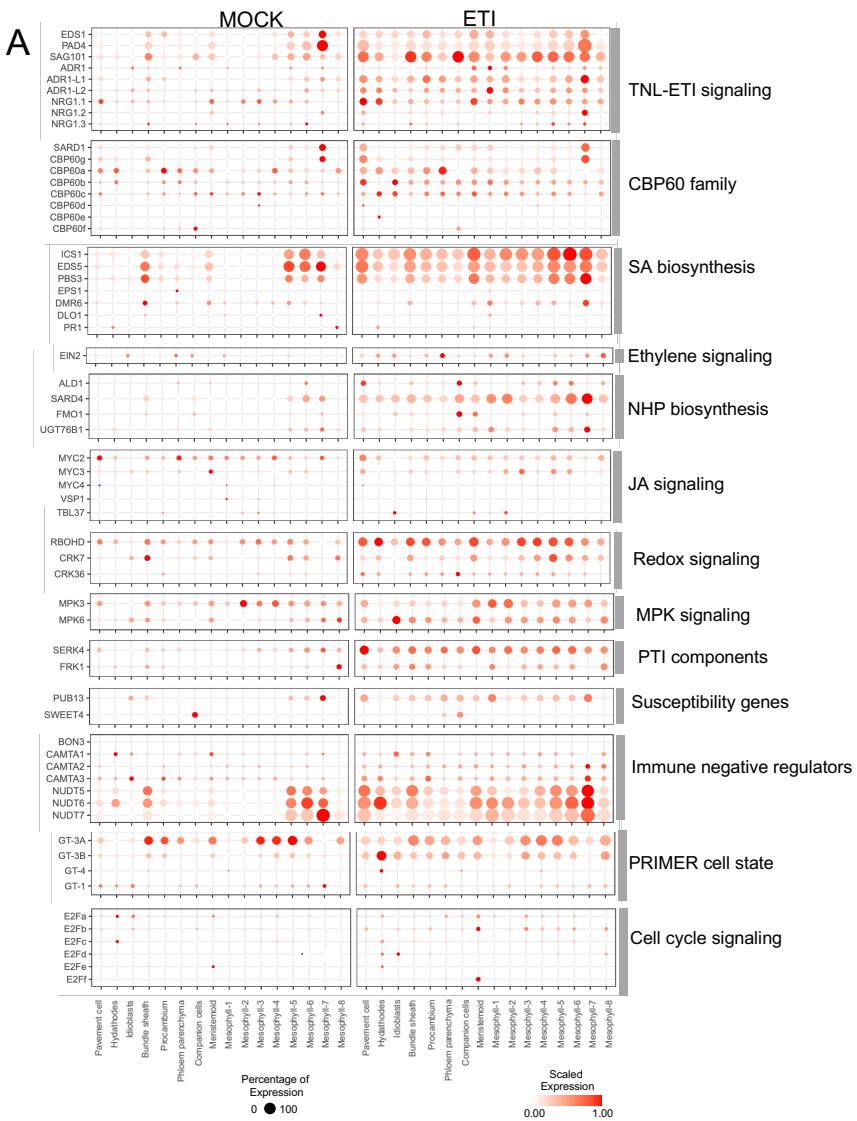 A
MOCK
ETI
EDS1
PAD4
SAG101
ADR1
ADR1-L1
ADR1-L2
NRG1.1
NRG1.2
NRG1.3
TNL-ETI signaling
SARD1
CBP60g
CBP60a
CBP60b
CBP60c
CBP60d
CBP60e
CBP60f
CBP60 family
ICS1
EDS5
PBS3
EPS1
DMR6
DLO1
PR1
SA biosynthesis
EIN2
Ethylene signaling
ALD1
SARD4
FMO1
UGT76B1
NHP biosynthesis
MYC2
MYC3
MYC4
VSP1
TBL37
JA signaling
RBOHD
CRK7
CRK36
Redox signaling
MPK3
MPK6
MPK signaling
SERK4
FRK1
PTI components
PUB13
SWEET4
Susceptibility genes
BON3
CAMTA1
CAMTA2
CAMTA3
NUDT5
NUDT6
NUDT7
Immune negative regulators
GT-3A
GT-3B
GT-4
GT-1
PRIMER cell state
E2Fa
E2Fb
E2Fc
E2Fd
E2Fe
E2Ff
Cell cycle signaling
Pavement cell
Hydathodes
Idioblasts
Bundle sheath
Procambium
Phloem parenchyma
Companion cells
Meristemoid
Mesophyll-1
Mesophyll-2
Mesophyll-3
Mesophyll-4
Mesophyll-5
Mesophyll-6
Mesophyll-7
Mesophyll-8
Pavement cell
Hydathodes
Idioblasts
Bundle sheath
Procambium
Phloem parenchyma
Companion cells
Meristemoid
Mesophyll-1
Mesophyll-2
Mesophyll-3
Mesophyll-4
Mesophyll-5
Mesophyll-6
Mesophyll-7
Mesophyll-8
Percentage of
Expression
0 100
Scaled
Expression
0.00 1.00